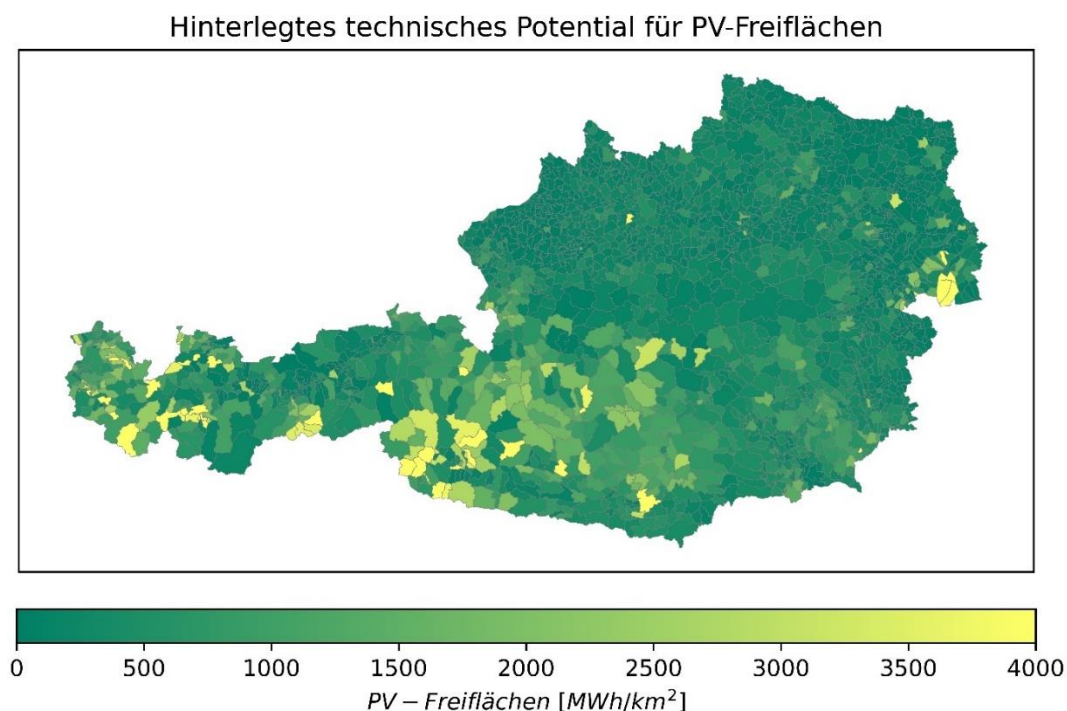 Hinterlegtes technisches Potential für PV-Freiflächen
0 500 1000 1500 2000 2500 3000 3500 4000
PV – Freiflächen [MWh/km²]